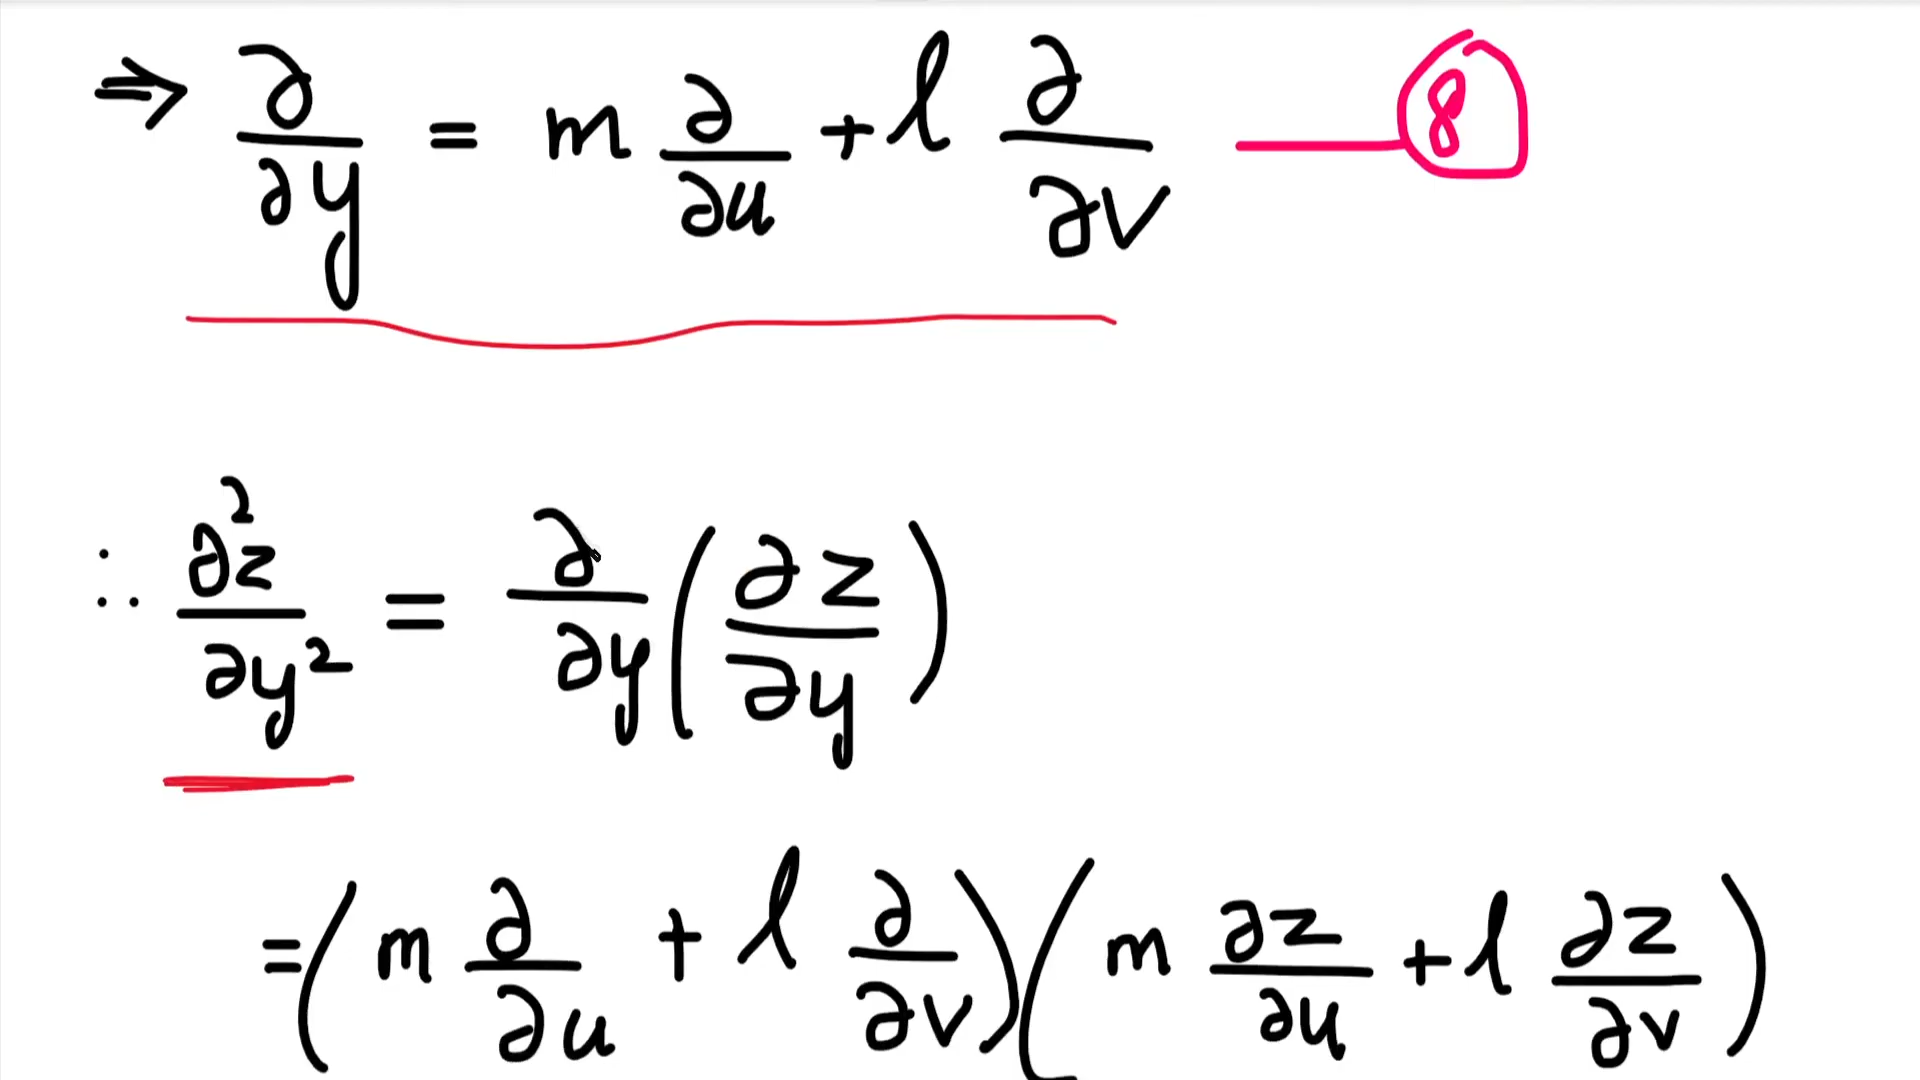 ⇒ ∂/∂y = m ∂/∂u + l ∂/∂v —— 8
∴ ∂²z/∂y² = ∂/∂y (∂z/∂y)
= (m ∂/∂u + l ∂/∂v)(m ∂z/∂u + l ∂z/∂v)